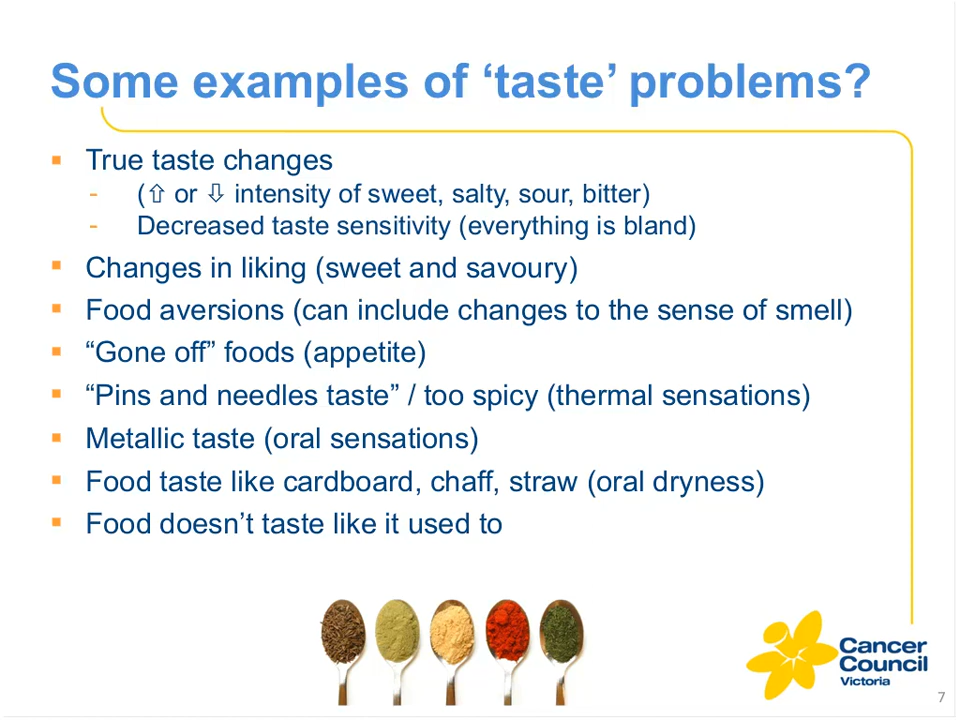 Some examples of ‘taste’ problems?
▪ True taste changes
- (⇧ or ⇩ intensity of sweet, salty, sour, bitter)
- Decreased taste sensitivity (everything is bland)
▪ Changes in liking (sweet and savoury)
▪ Food aversions (can include changes to the sense of smell)
▪ “Gone off” foods (appetite)
▪ “Pins and needles taste” / too spicy (thermal sensations)
▪ Metallic taste (oral sensations)
▪ Food taste like cardboard, chaff, straw (oral dryness)
▪ Food doesn’t taste like it used to
Cancer
Council
Victoria
7